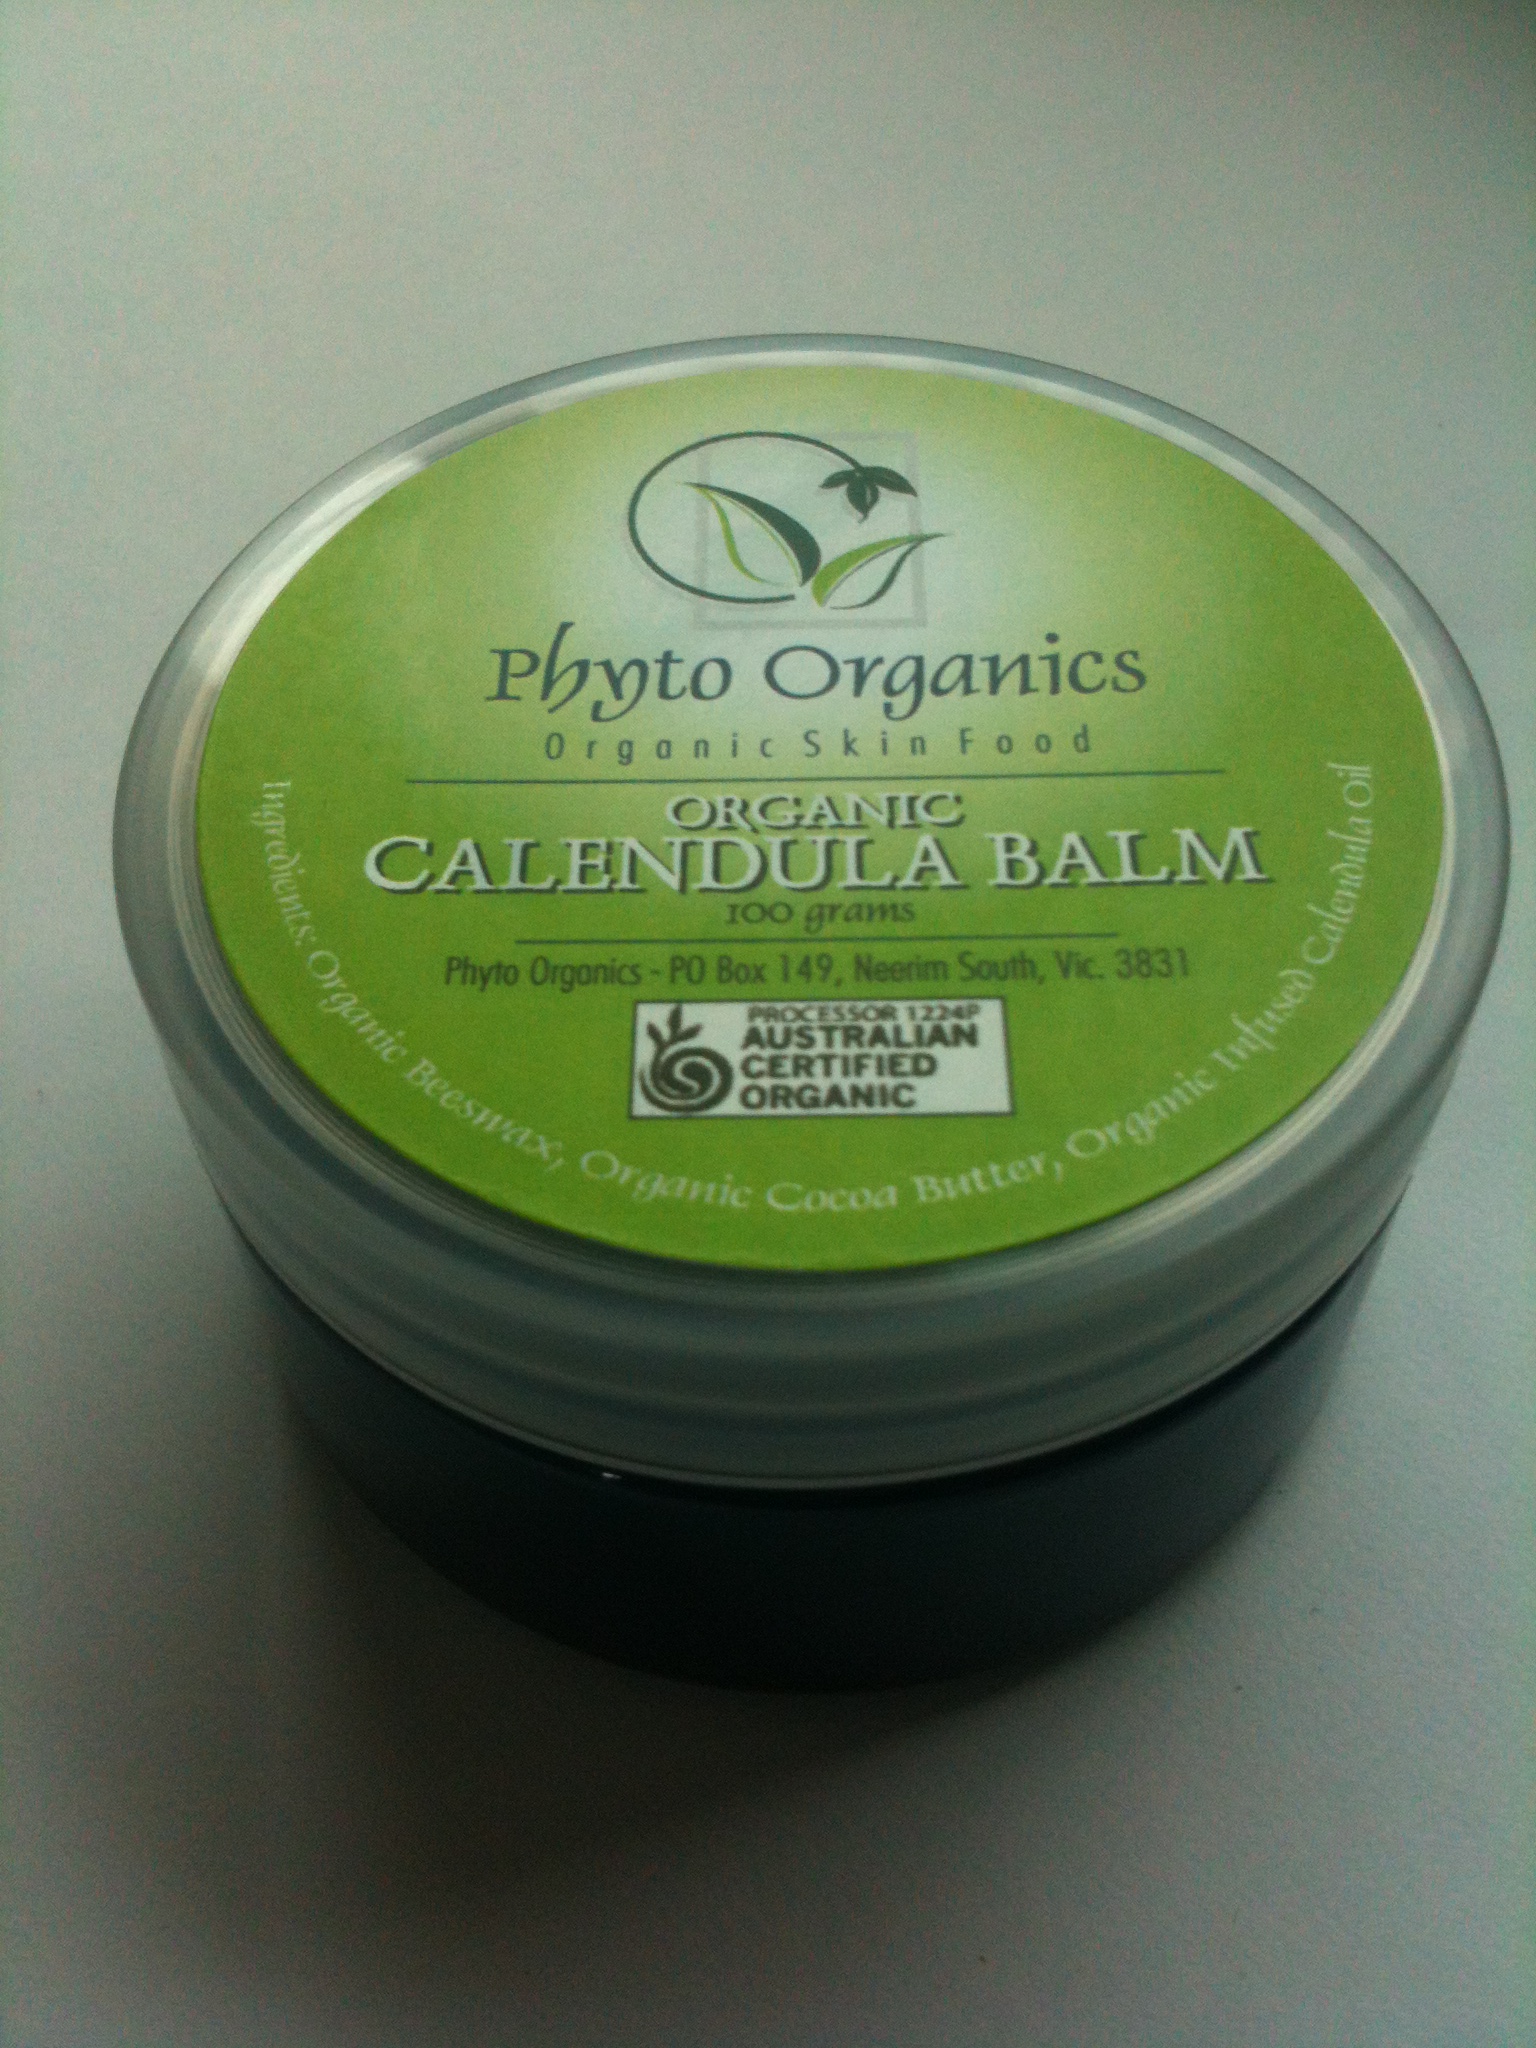 Phyto Organics
Organic Skin Food
ORGANIC
CALENDULA BALM
100 grams
Phyto Organics - PO Box 149, Neerim South, Vic. 3831
PROCESSOR 1224P
AUSTRALIAN
CERTIFIED
ORGANIC
Ingredients: Organic Beeswax, Organic Cocoa Butter, Organic Infused Calendula Oil